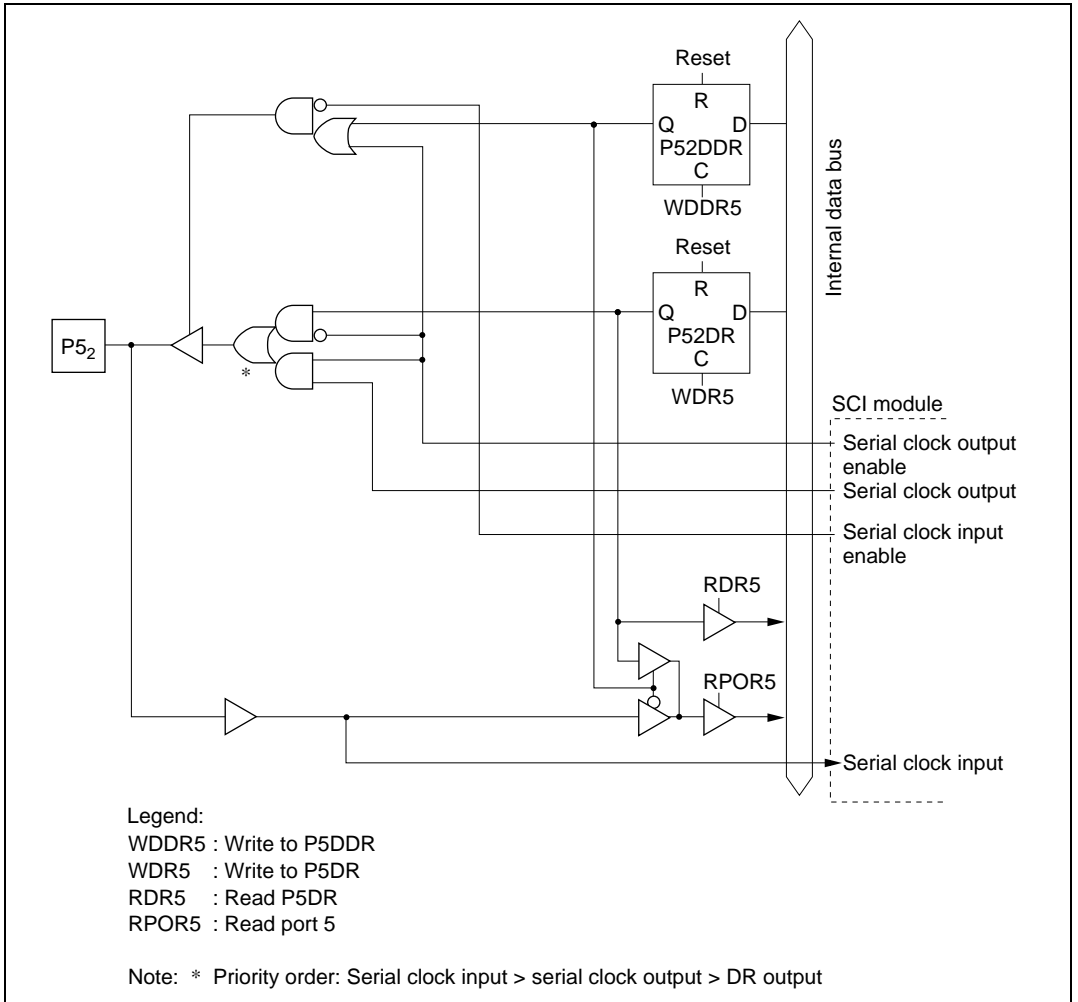 Reset
R
Q D
P52DDR
C
WDDR5
Reset
R
Q D
P52DR
C
WDR5
Internal data bus
P5₂
*
SCI module
Serial clock output
enable
Serial clock output
Serial clock input
enable
RDR5
RPOR5
Serial clock input
Legend:
WDDR5 : Write to P5DDR
WDR5 : Write to P5DR
RDR5 : Read P5DR
RPOR5 : Read port 5
Note: * Priority order: Serial clock input > serial clock output > DR output